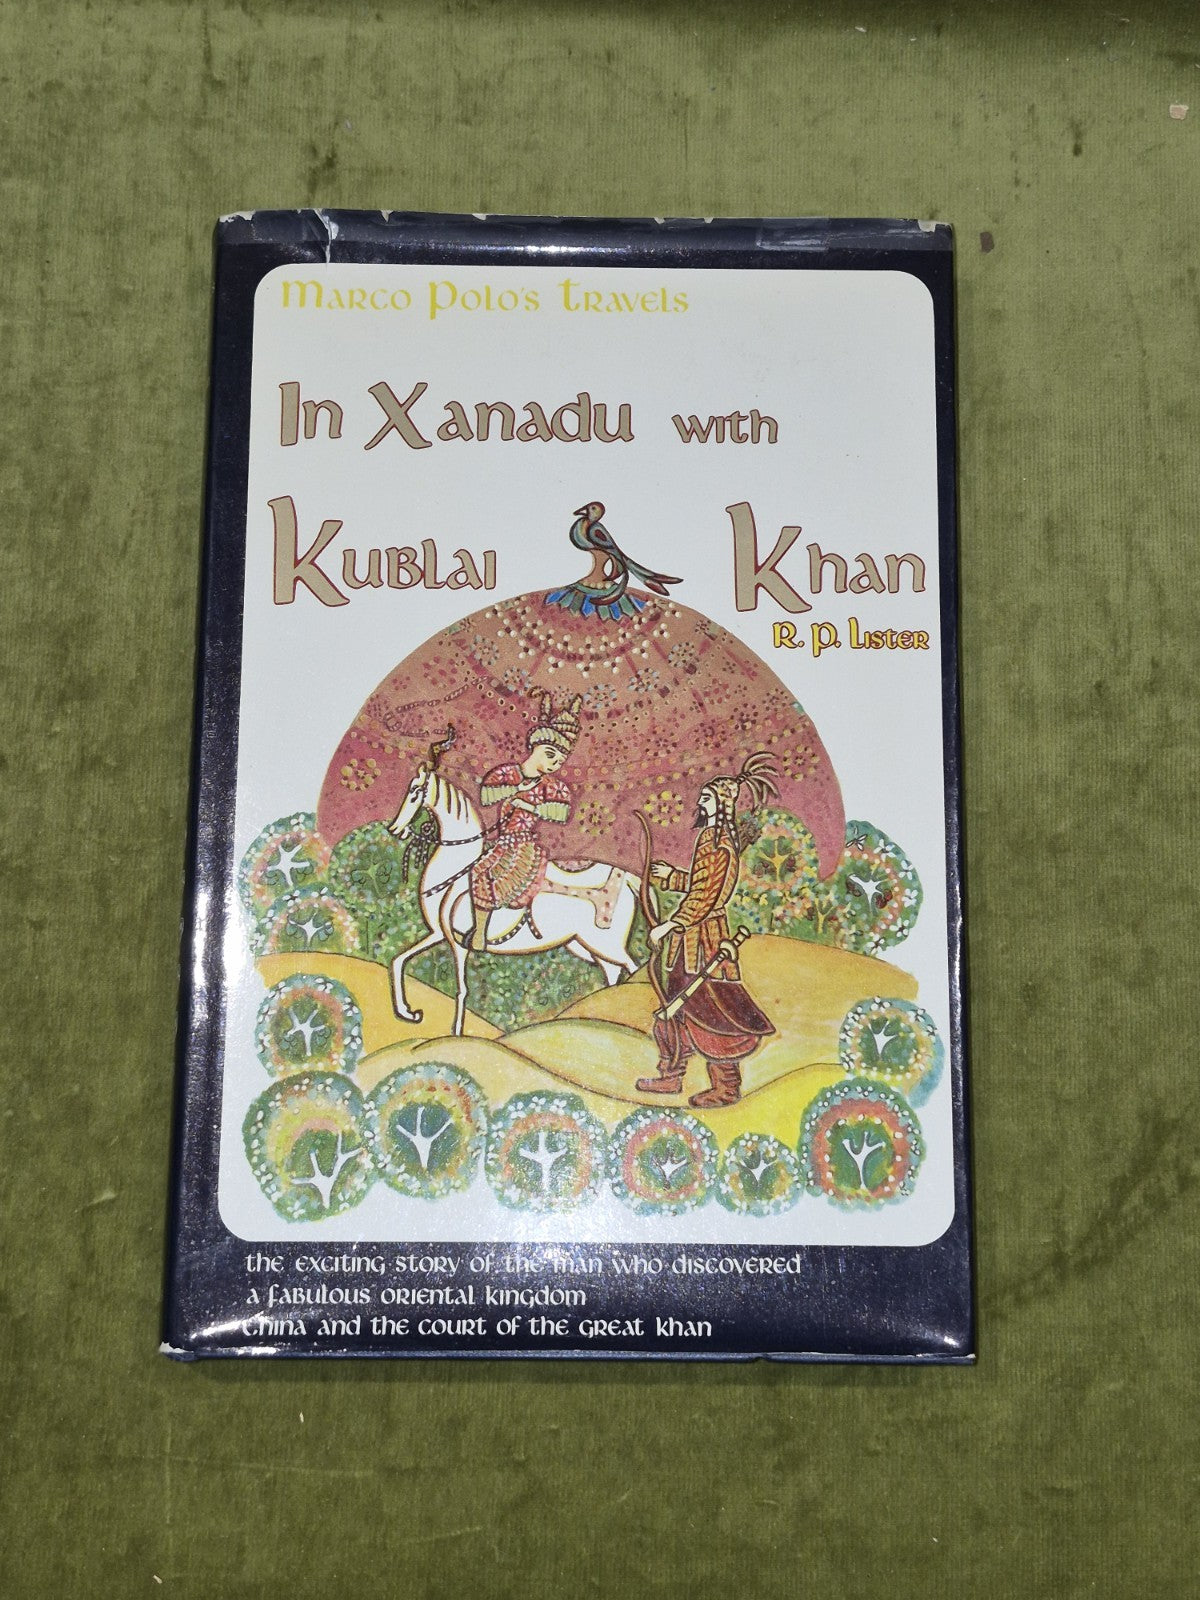 Marco Polo's Travels
In Xanadu with
Kublai Khan
R. P. Lister
the exciting story of the man who discovered
a fabulous oriental kingdom
China and the court of the great khan